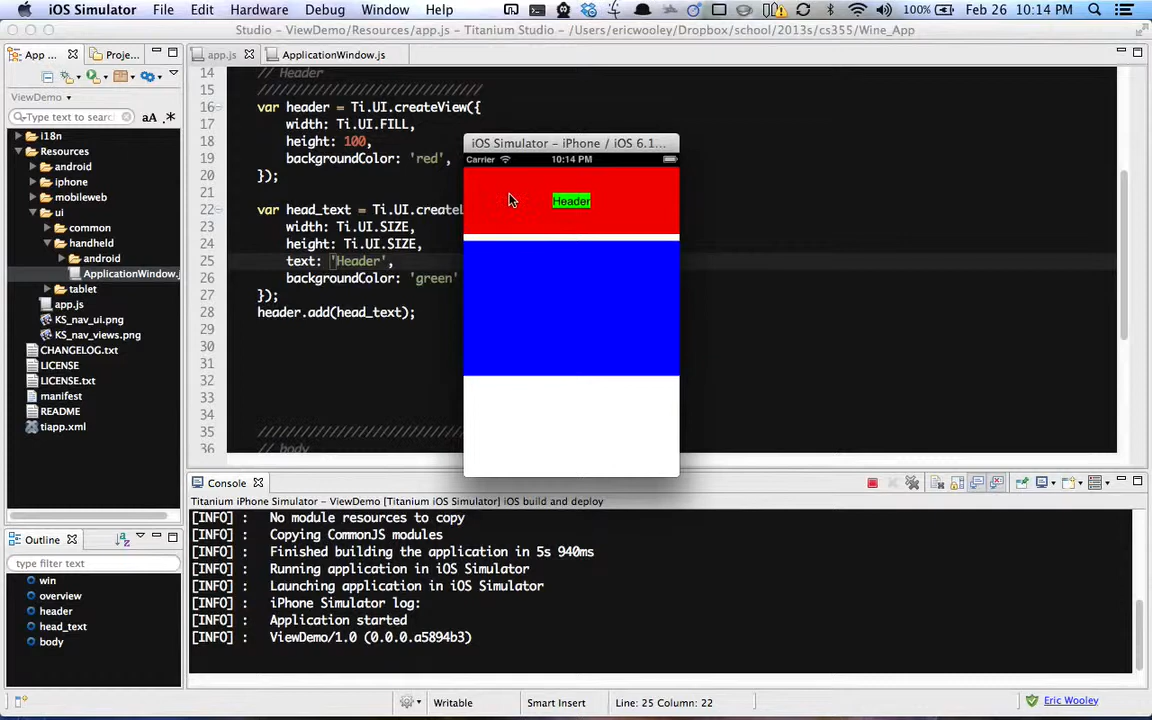 iOS Simulator File Edit Hardware Debug Window Help 100% Feb 26 10:14 PM
Studio - ViewDemo/Resources/app.js - Titanium Studio - /Users/ericwooley/Dropbox/school/2013s/cs355/Wine_App
App ... Proje...
app.js ApplicationWindow.js
ViewDemo
Type text to searc aA .*
i18n
Resources
android
iphone
mobileweb
ui
common
handheld
android
ApplicationWindow.j
tablet
app.js
KS_nav_ui.png
KS_nav_views.png
CHANGELOG.txt
LICENSE
LICENSE.txt
manifest
README
tiapp.xml
14 // Header
15 /////////////////////////////////
16 var header = Ti.UI.createView({
17 width: Ti.UI.FILL,
18 height: 100,
19 backgroundColor: 'red',
20 });
21
22 var head_text = Ti.UI.createL
23 width: Ti.UI.SIZE,
24 height: Ti.UI.SIZE,
25 text: 'Header',
26 backgroundColor: 'green'
27 });
28 header.add(head_text);
29
30
31
32
33
34
35 //////////////////////////////
36 // body
iOS Simulator - iPhone / iOS 6.1...
Carrier 10:14 PM
Header
Console
Titanium iPhone Simulator - ViewDemo [Titanium iOS Simulator] iOS build and deploy
[INFO] : No module resources to copy
[INFO] : Copying CommonJS modules
[INFO] : Finished building the application in 5s 940ms
[INFO] : Running application in iOS Simulator
[INFO] : Launching application in iOS Simulator
[INFO] : iPhone Simulator log:
[INFO] : Application started
[INFO] : ViewDemo/1.0 (0.0.0.a5894b3)
Outline
type filter text
win
overview
header
head_text
body
Writable Smart Insert Line: 25 Column: 22 Eric Wooley